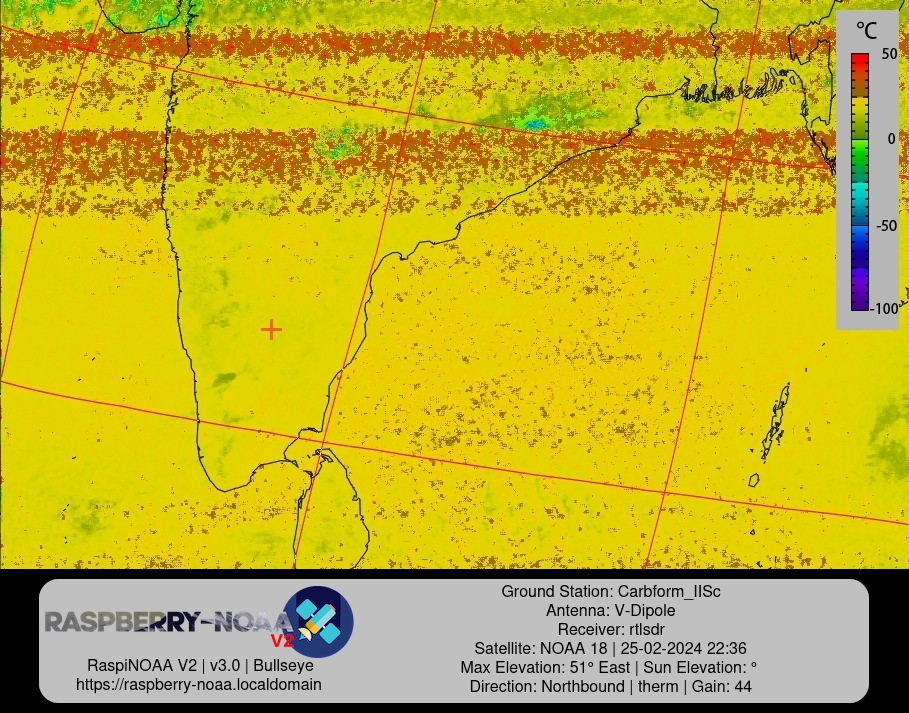 °C
50
0
-50
-100
RASPBERRY-NOAA
V2
RaspiNOAA V2 | v3.0 | Bullseye
https://raspberry-noaa.localdomain
Ground Station: Carbform_IISc
Antenna: V-Dipole
Receiver: rtlsdr
Satellite: NOAA 18 | 25-02-2024 22:36
Max Elevation: 51° East | Sun Elevation: °
Direction: Northbound | therm | Gain: 44